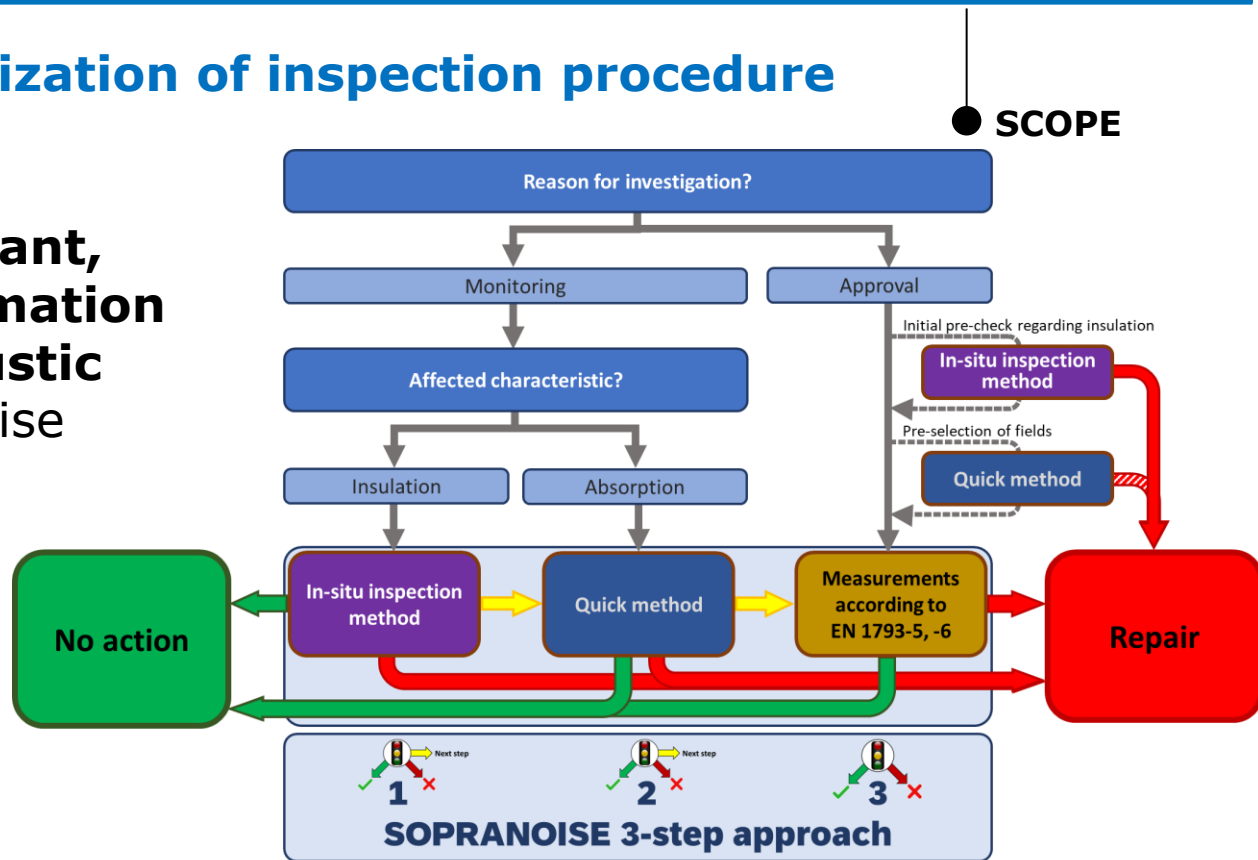 ization of inspection procedure
SCOPE
ant,
mation
ustic
ise
Reason for investigation?
Monitoring
Approval
Initial pre-check regarding insulation
In-situ inspection
method
Affected characteristic?
Pre-selection of fields
Quick method
Insulation
Absorption
No action
In-situ inspection
method
Quick method
Measurements
according to
EN 1793-5, -6
Repair
Next step
Next step
1
2
3
SOPRANOISE 3-step approach